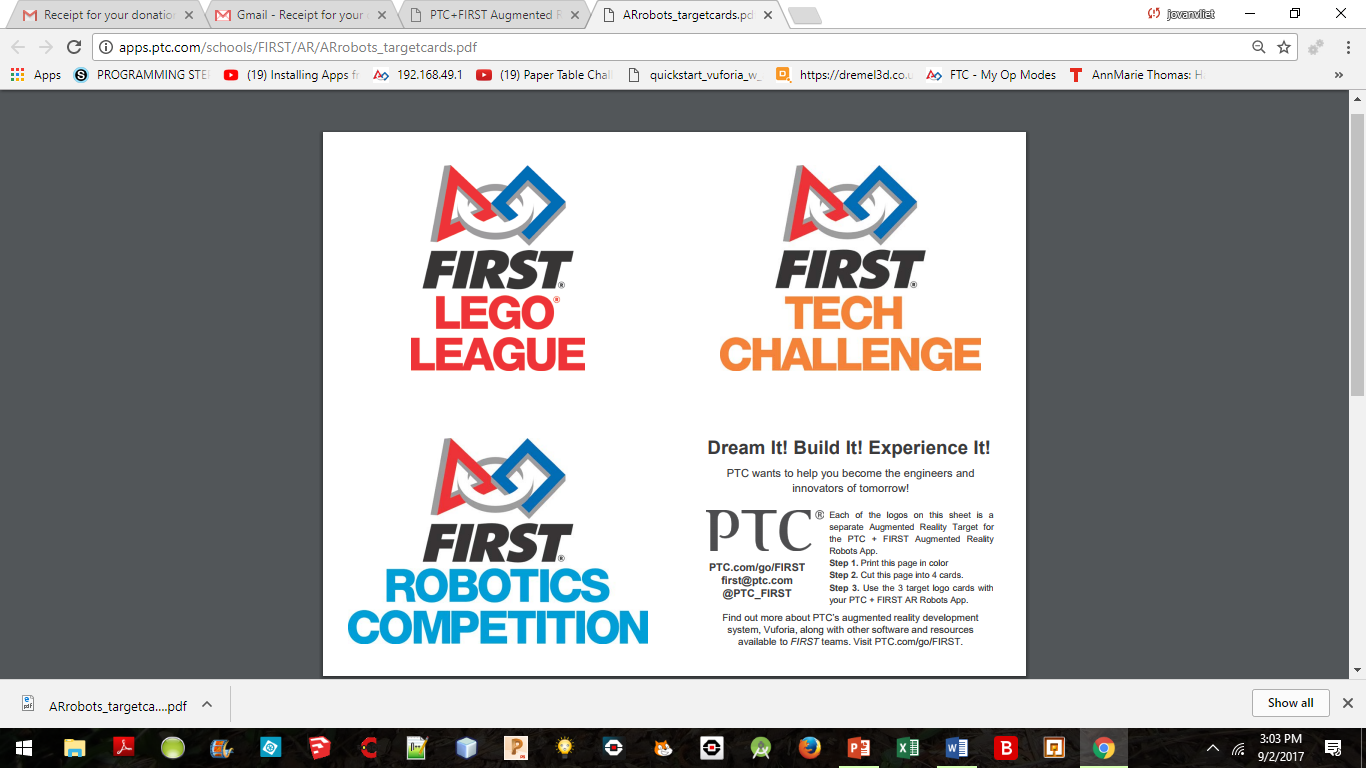 Receipt for your donation
Gmail - Receipt for your
PTC+FIRST Augmented R
ARrobots_targetcards.pd
jovanvliet
apps.ptc.com/schools/FIRST/AR/ARrobots_targetcards.pdf
Apps
PROGRAMMING STE
(19) Installing Apps fr
192.168.49.1
(19) Paper Table Chal
quickstart_vuforia_w_
https://dremel3d.co.u
FTC - My Op Modes
AnnMarie Thomas: H
FIRST®
LEGO®
LEAGUE
FIRST®
TECH
CHALLENGE
FIRST®
ROBOTICS
COMPETITION
Dream It! Build It! Experience It!
PTC wants to help you become the engineers and
innovators of tomorrow!
PTC®
PTC.com/go/FIRST
first@ptc.com
@PTC_FIRST
Each of the logos on this sheet is a
separate Augmented Reality Target for
the PTC + FIRST Augmented Reality
Robots App.
Step 1. Print this page in color
Step 2. Cut this page into 4 cards.
Step 3. Use the 3 target logo cards with
your PTC + FIRST AR Robots App.
Find out more about PTC's augmented reality development
system, Vuforia, along with other software and resources
available to FIRST teams. Visit PTC.com/go/FIRST.
ARrobots_targetca....pdf
Show all
3:03 PM
9/2/2017